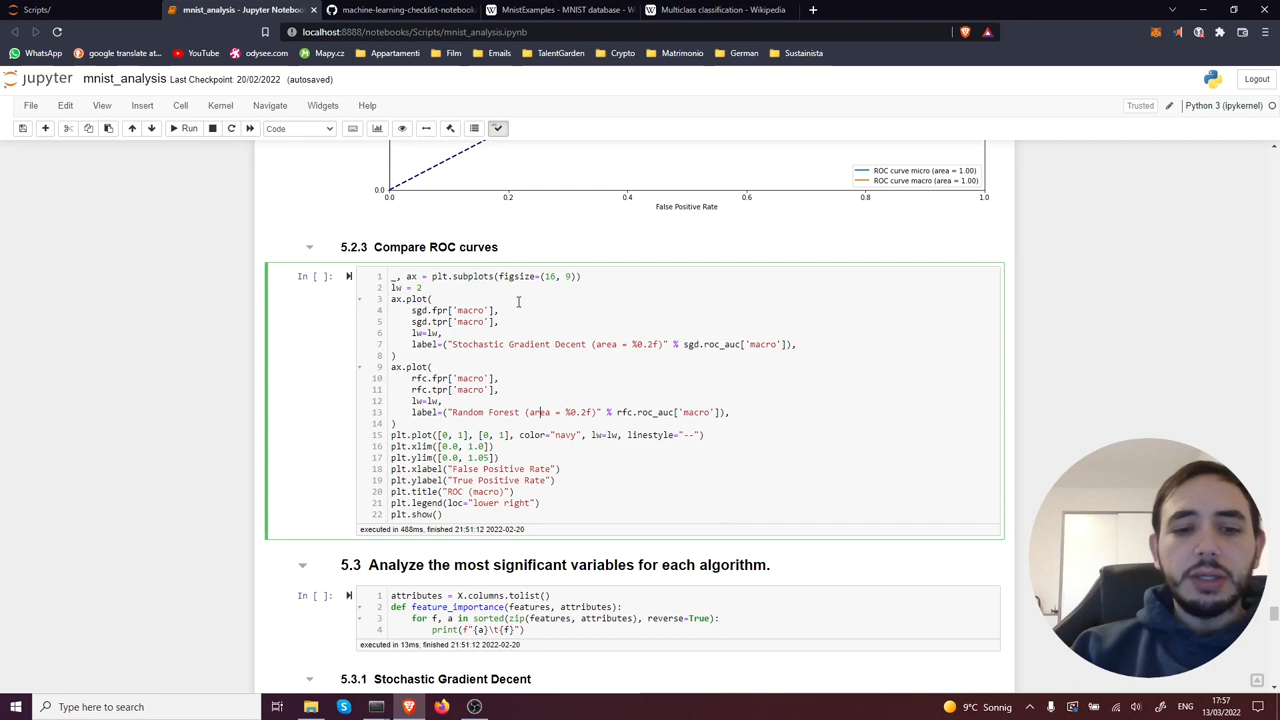 Scripts/
mnist_analysis - Jupyter Notebook
machine-learning-checklist-notebook
MnistExamples - MNIST database - W
Multiclass classification - Wikipedia
localhost:8888/notebooks/Scripts/mnist_analysis.ipynb
WhatsApp
google translate at...
YouTube
odysee.com
Mapy.cz
Appartamenti
Film
Emails
TalentGarden
Crypto
Matrimonio
German
Sustainista
jupyter mnist_analysis Last Checkpoint: 20/02/2022 (autosaved)
Logout
File Edit View Insert Cell Kernel Navigate Widgets Help
Trusted
Python 3 (ipykernel)
Run
Code
0.0
0.0 0.2 0.4 0.6 0.8 1.0
False Positive Rate
ROC curve micro (area = 1.00)
ROC curve macro (area = 1.00)
5.2.3 Compare ROC curves
In [ ]:
1 _, ax = plt.subplots(figsize=(16, 9))
2 lw = 2
3 ax.plot(
4 sgd.fpr['macro'],
5 sgd.tpr['macro'],
6 lw=lw,
7 label=("Stochastic Gradient Decent (area = %0.2f)" % sgd.roc_auc['macro']),
8 )
9 ax.plot(
10 rfc.fpr['macro'],
11 rfc.tpr['macro'],
12 lw=lw,
13 label=("Random Forest (area = %0.2f)" % rfc.roc_auc['macro']),
14 )
15 plt.plot([0, 1], [0, 1], color="navy", lw=lw, linestyle="--")
16 plt.xlim([0.0, 1.0])
17 plt.ylim([0.0, 1.05])
18 plt.xlabel("False Positive Rate")
19 plt.ylabel("True Positive Rate")
20 plt.title("ROC (macro)")
21 plt.legend(loc="lower right")
22 plt.show()
executed in 488ms, finished 21:51:12 2022-02-20
5.3 Analyze the most significant variables for each algorithm.
In [ ]:
1 attributes = X.columns.tolist()
2 def feature_importance(features, attributes):
3 for f, a in sorted(zip(features, attributes), reverse=True):
4 print(f"{a}\t{f}")
executed in 13ms, finished 21:51:12 2022-02-20
5.3.1 Stochastic Gradient Decent
Type here to search
9°C Sonnig
17:57
13/03/2022